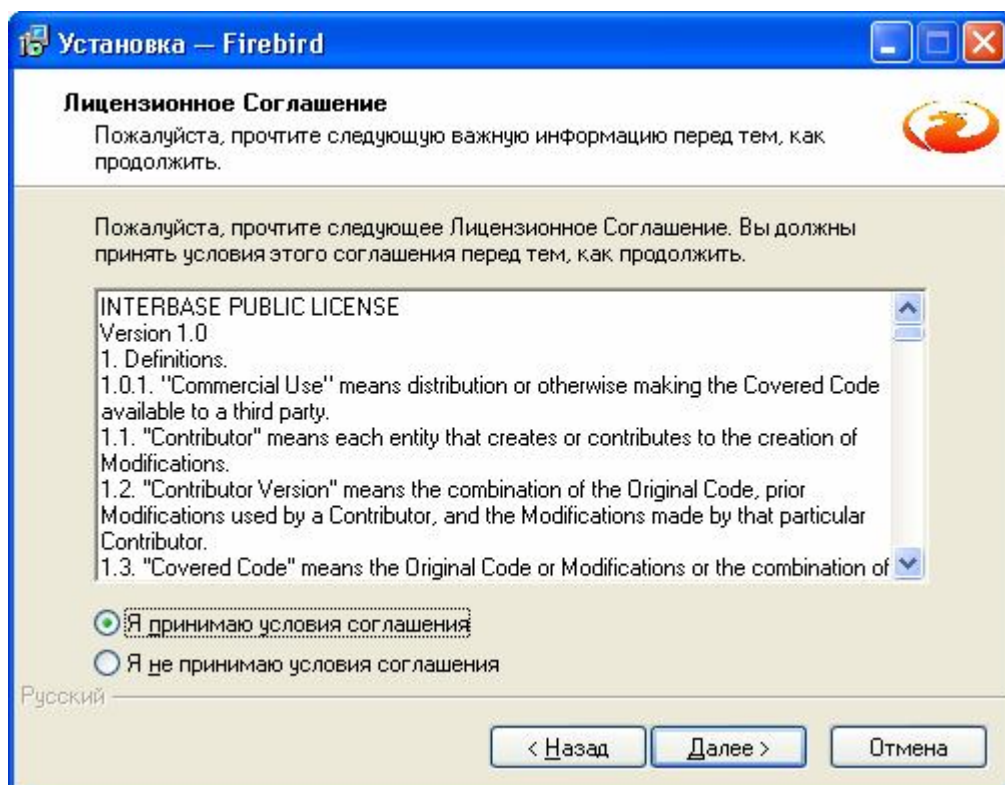 Установка — Firebird
Лицензионное Соглашение
Пожалуйста, прочтите следующую важную информацию перед тем, как
продолжить.
Пожалуйста, прочтите следующее Лицензионное Соглашение. Вы должны
принять условия этого соглашения перед тем, как продолжить.
INTERBASE PUBLIC LICENSE
Version 1.0
1. Definitions.
1.0.1. "Commercial Use" means distribution or otherwise making the Covered Code
available to a third party.
1.1. "Contributor" means each entity that creates or contributes to the creation of
Modifications.
1.2. "Contributor Version" means the combination of the Original Code, prior
Modifications used by a Contributor, and the Modifications made by that particular
Contributor.
1.3. "Covered Code" means the Original Code or Modifications or the combination of
Я принимаю условия соглашения
Я не принимаю условия соглашения
Русский
< Назад Далее > Отмена